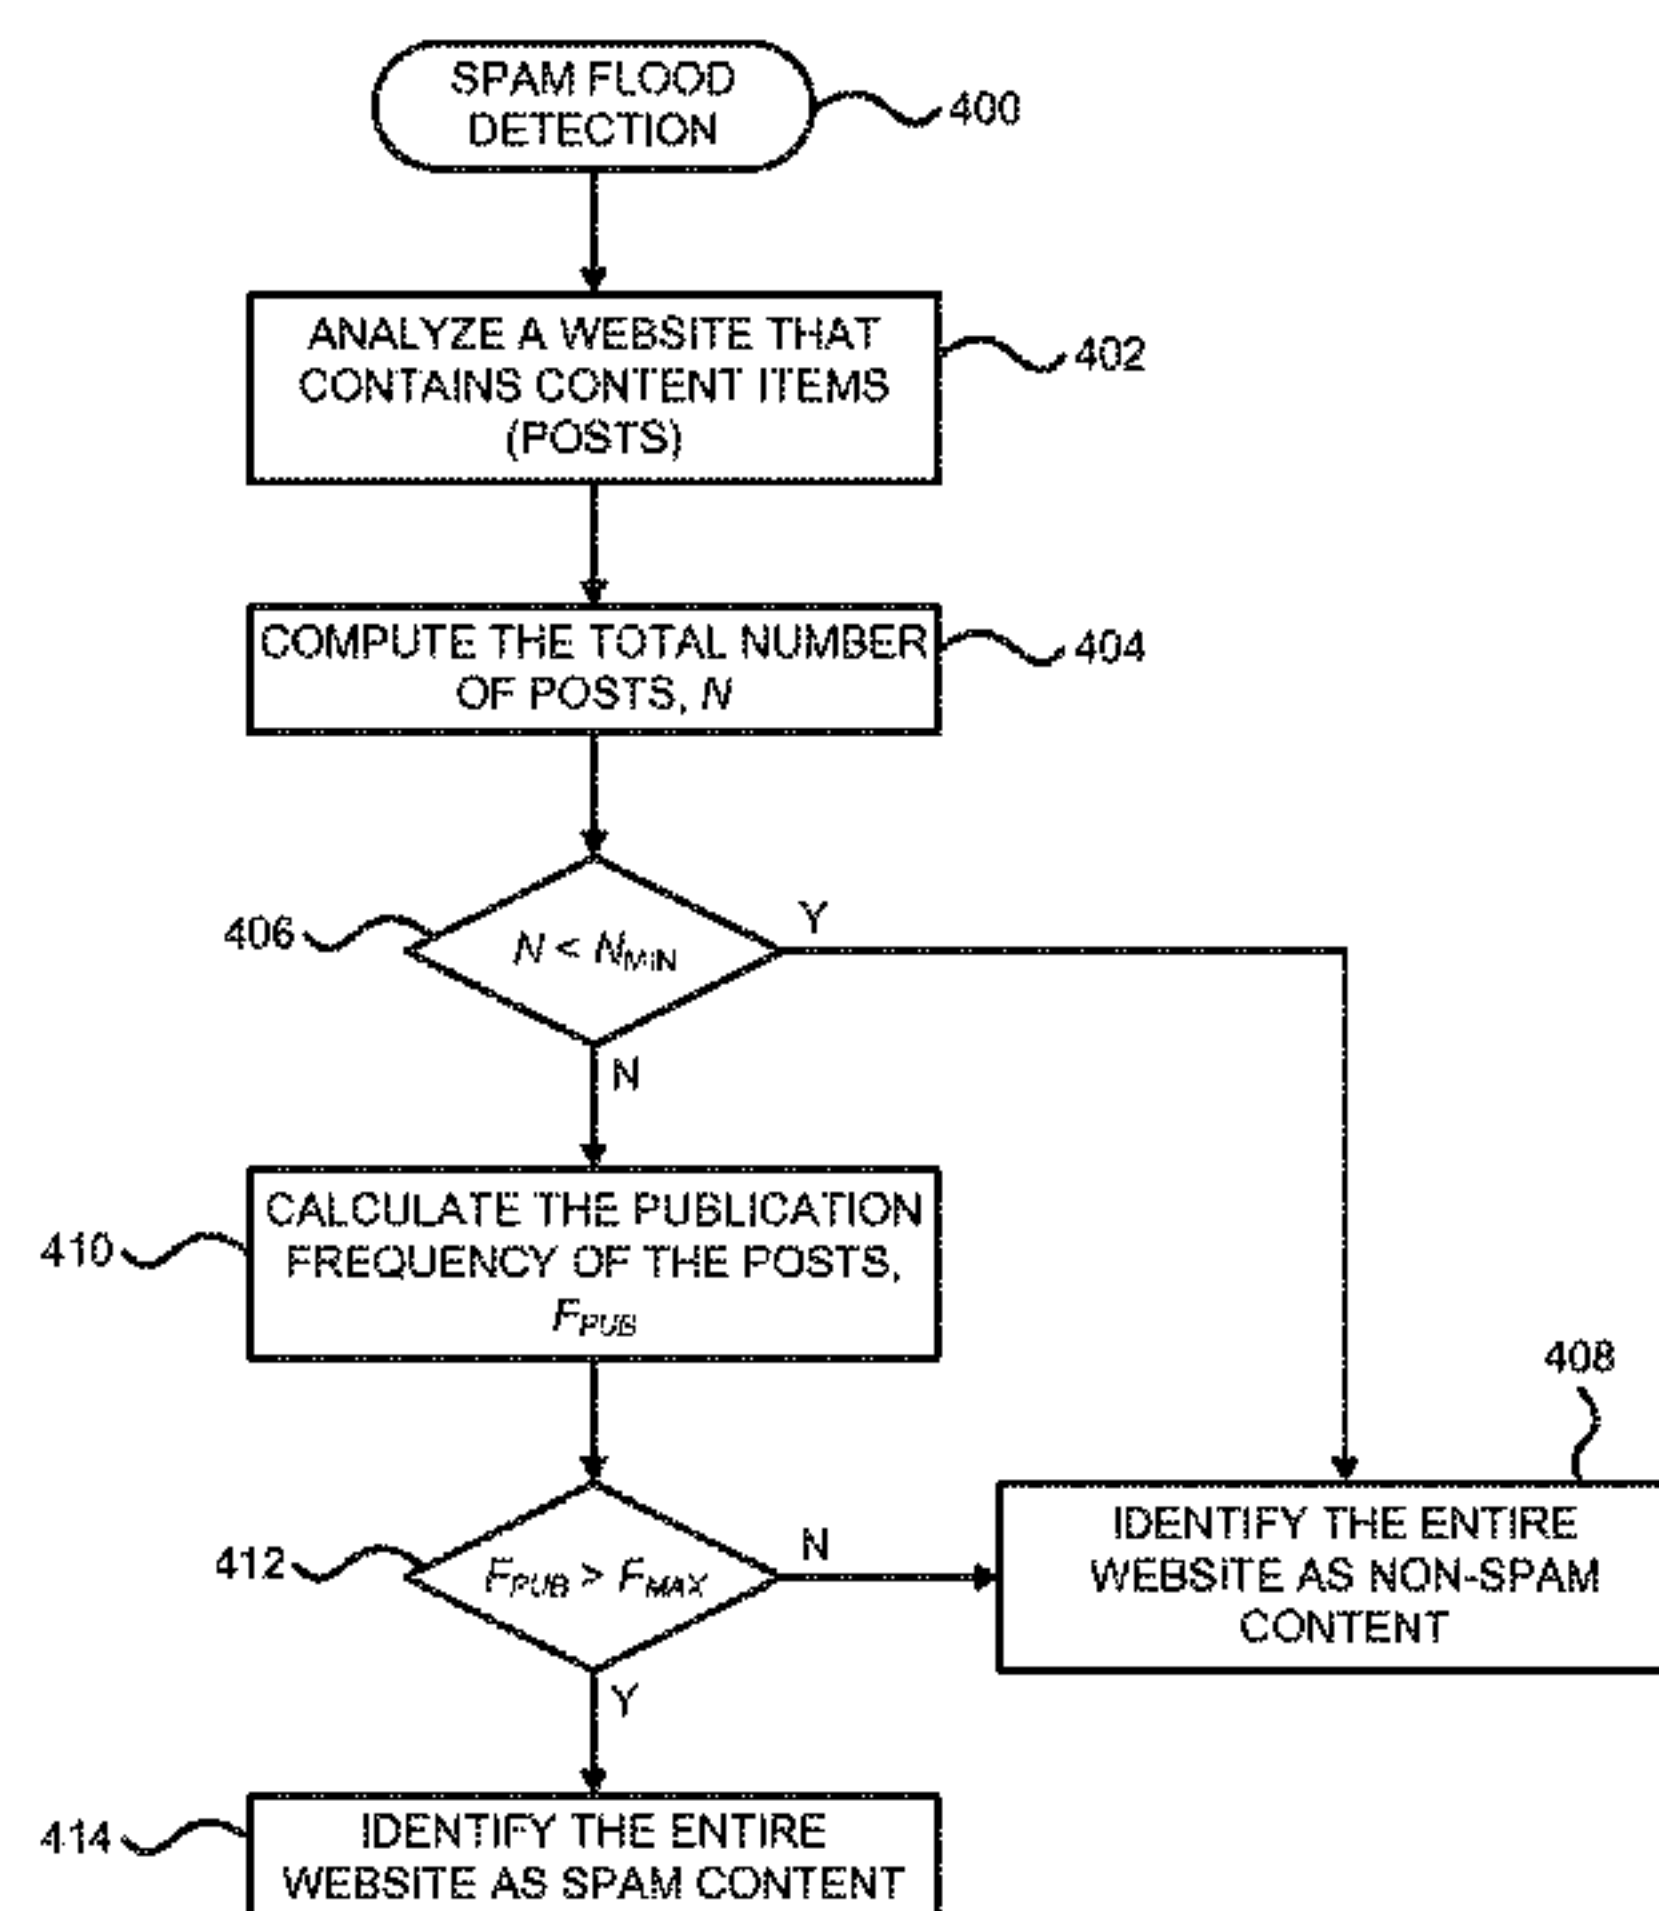 SPAM FLOOD
DETECTION
400
ANALYZE A WEBSITE THAT
CONTAINS CONTENT ITEMS
(POSTS)
402
COMPUTE THE TOTAL NUMBER
OF POSTS, N
404
406
N < NMIN
Y
N
CALCULATE THE PUBLICATION
FREQUENCY OF THE POSTS,
FPUB
410
408
412
FPUB > FMAX
N
IDENTIFY THE ENTIRE
WEBSITE AS NON-SPAM
CONTENT
Y
414
IDENTIFY THE ENTIRE
WEBSITE AS SPAM CONTENT